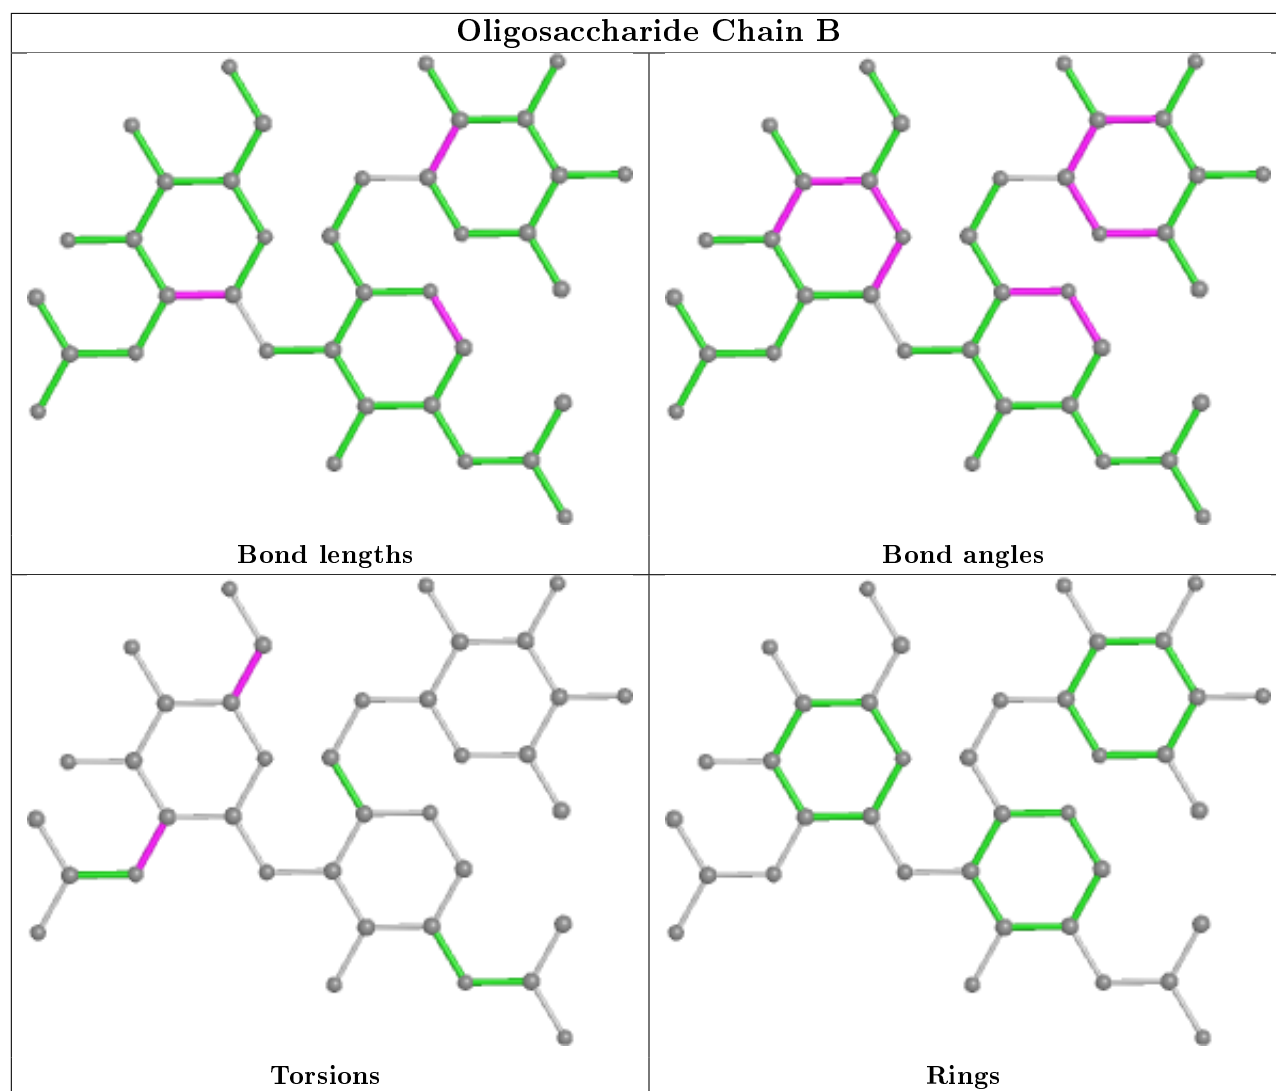 Oligosaccharide Chain B
Bond lengths
Bond angles
Torsions
Rings